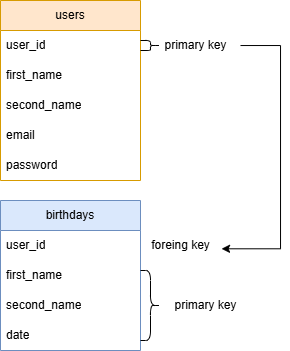 users
user_id
primary key
first_name
second_name
email
password
birthdays
user_id
foreing key
first_name
second_name
primary key
date